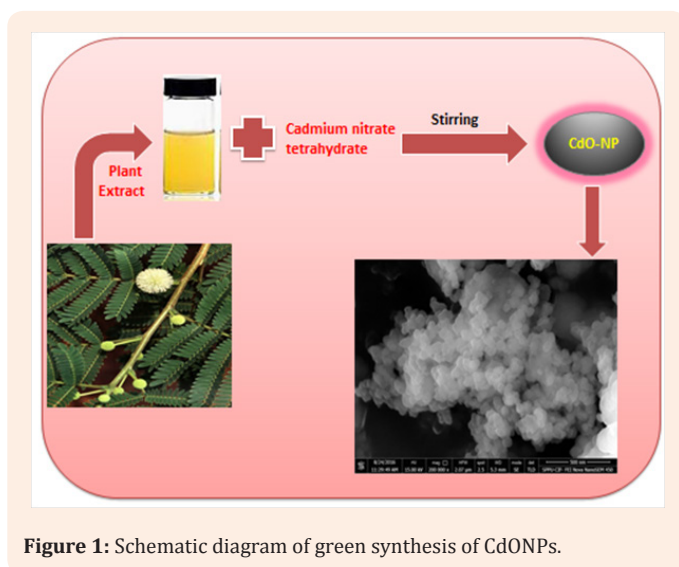 Plant
Extract
Cadmium nitrate
tetrahydrate
Stirring
CdO-NP
Figure 1: Schematic diagram of green synthesis of CdONPs.